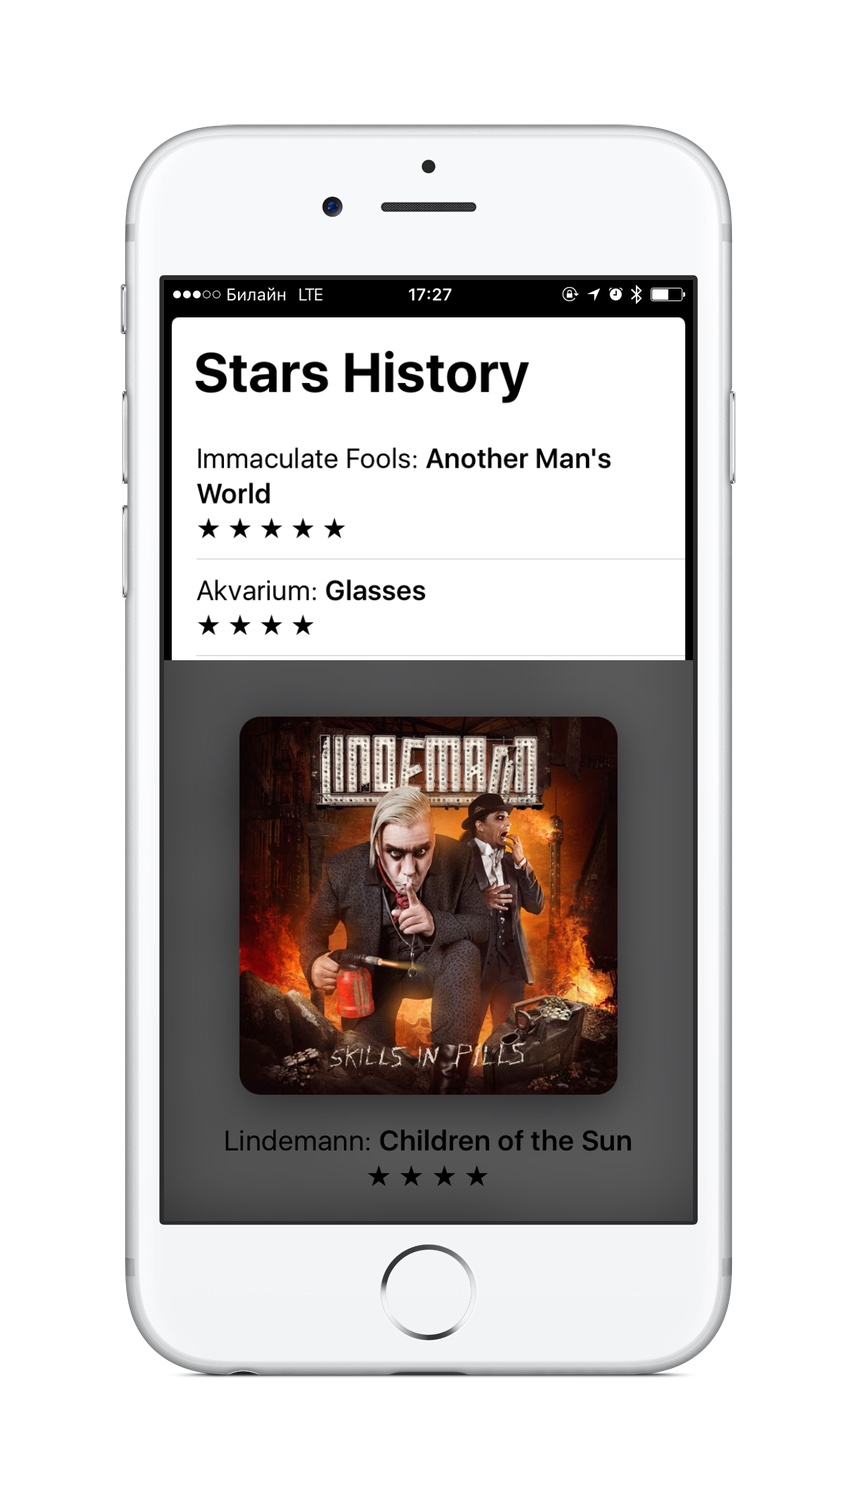 ●●●○○ Билайн LTE 17:27
Stars History
Immaculate Fools: Another Man's
World
★ ★ ★ ★ ★
Akvarium: Glasses
★ ★ ★ ★
LINDEMANN
SKILLS IN PILLS
Lindemann: Children of the Sun
★ ★ ★ ★